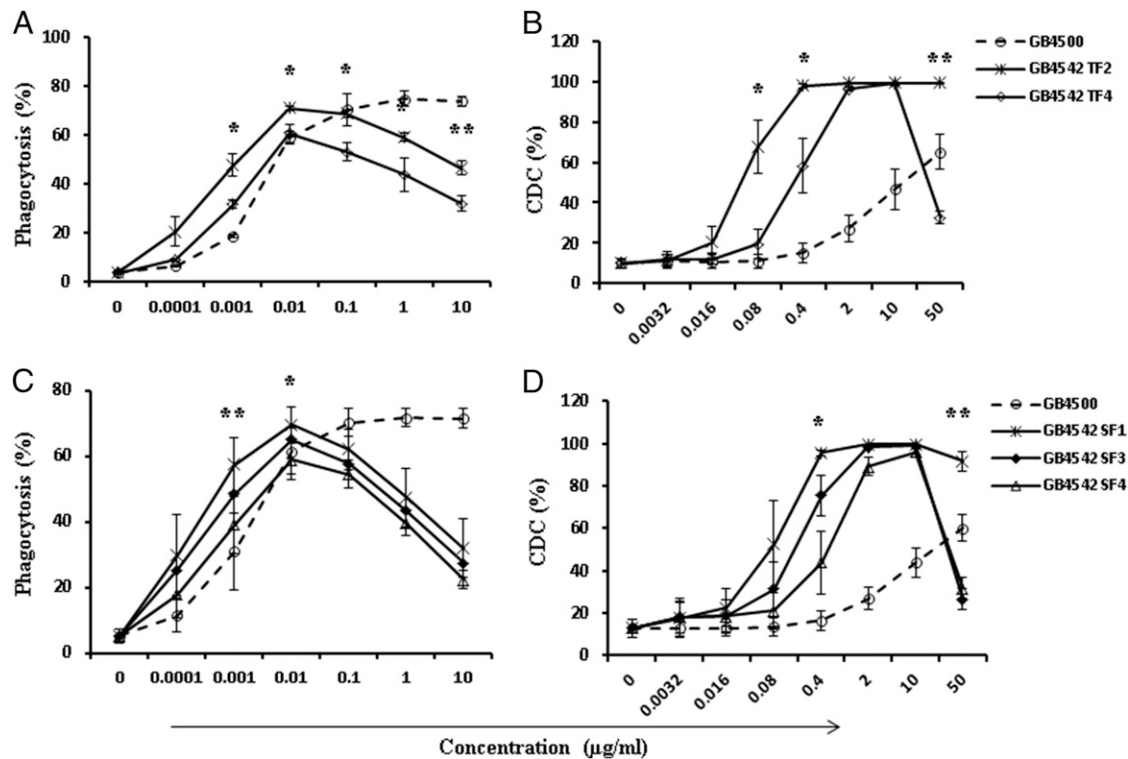 A
Phagocytosis (%)
100
80
60
40
20
0
* * * * **
0 0.0001 0.001 0.01 0.1 1 10
B
CDC (%)
120
100
80
60
40
20
0
* * **
0 0.0032 0.016 0.08 0.4 2 10 50
GB4500
GB4542 TF2
GB4542 TF4
C
Phagocytosis (%)
80
60
40
20
0
** *
0 0.0001 0.001 0.01 0.1 1 10
D
CDC (%)
120
100
80
60
40
20
0
* **
0 0.0032 0.016 0.08 0.4 2 10 50
GB4500
GB4542 SF1
GB4542 SF3
GB4542 SF4
Concentration (µg/ml)